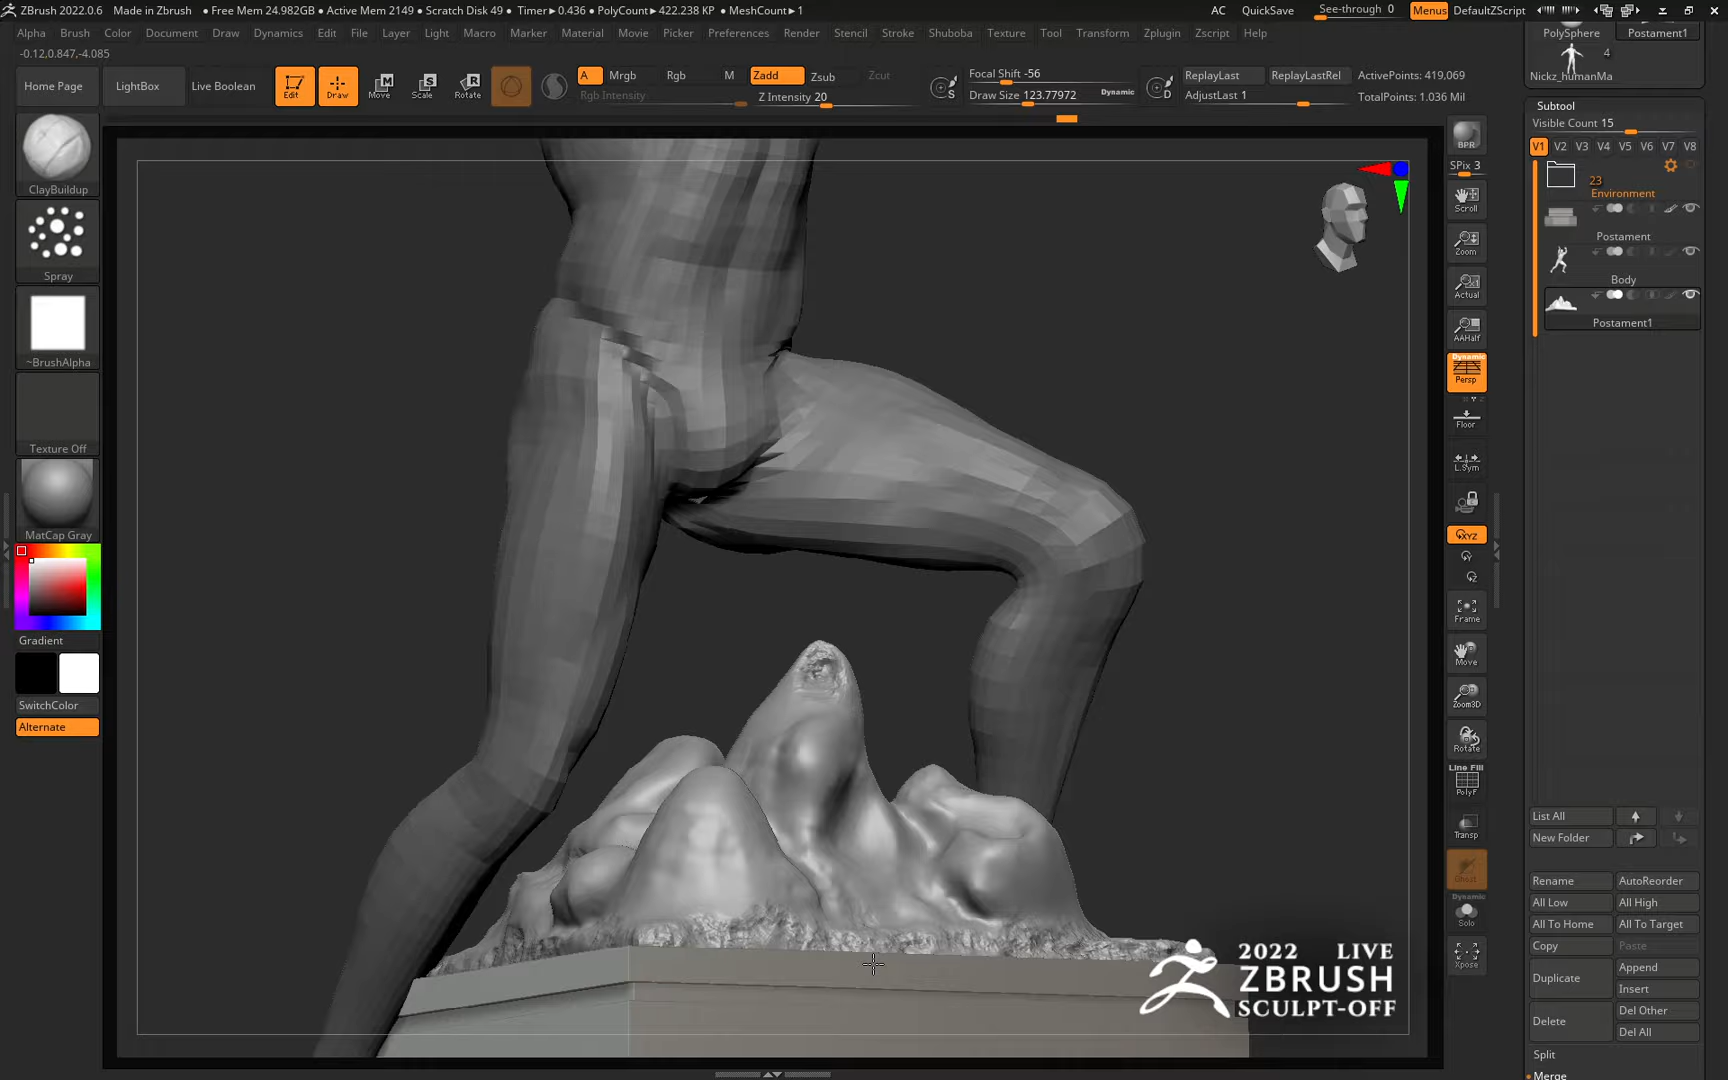 ZBrush 2022.0.6 Made in Zbrush • Free Mem 24.982GB • Active Mem 2149 • Scratch Disk 49 • Timer▸0.436 • PolyCount▸422.238 KP • MeshCount▸1 AC QuickSave See-through 0 Menus DefaultZScript
Alpha Brush Color Document Draw Dynamics Edit File Layer Light Macro Marker Material Movie Picker Preferences Render Shuboba Stencil Stroke Texture Tool Transform Zplugin Zscript Help
-0.12,0.847,-4.085
Home Page LightBox Live Boolean Edit Draw Move Scale Rotate
A Mrgb Rgb M Zadd Zsub Zcut
Rgb Intensity Z Intensity 20
S Focal Shift -56
Draw Size 123.77972 Dynamic
D ReplayLast ReplayLastRel ActivePoints: 419,069
AdjustLast 1 TotalPoints: 1.036 Mil
PolySphere Postament1
4
Nickz_humanMa
ClayBuildup
Spray
~BrushAlpha
Texture Off
MatCap Gray
Gradient
SwitchColor
Alternate
BPR
SPix 3
Scroll
Zoom
Actual
AAHalf
Dynamic
Persp
Floor
L.Sym
XYZ
Y
Z
Frame
Move
Zoom3D
Rotate
Line Fill
PolyF
Transp
Ghost
Dynamic
Solo
Xpose
Subtool
Visible Count 15
V1 V2 V3 V4 V5 V6 V7 V8
23
Environment
Postament
Body
Postament1
List All
New Folder
Rename AutoReorder
All Low All High
All To Home All To Target
Copy Paste
Duplicate Append
Insert
Delete Del Other
Del All
Split
Merge
2022 LIVE
ZBRUSH
SCULPT-OFF